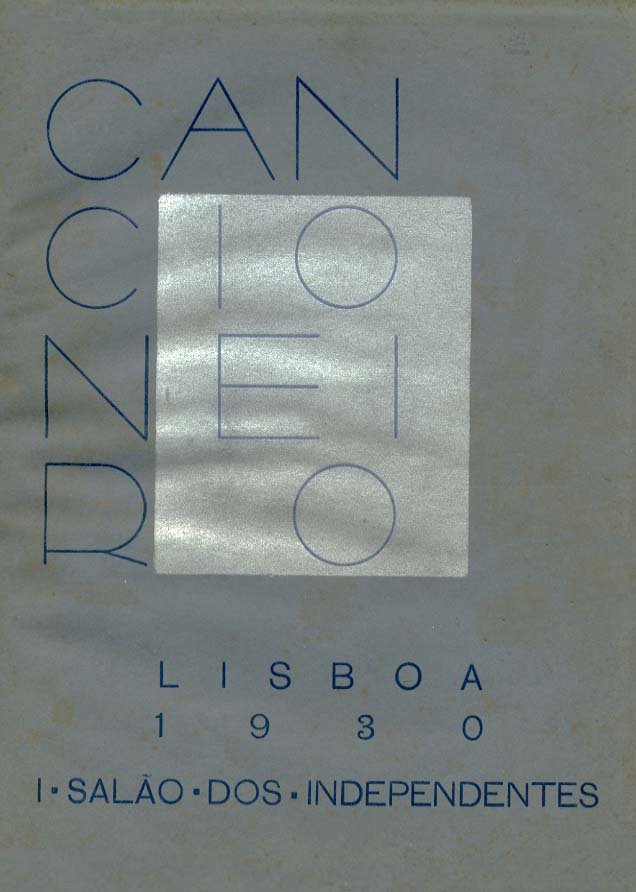 CAN
CIO
NEI
RO
LISBOA
1930
I·SALÃO·DOS·INDEPENDENTES